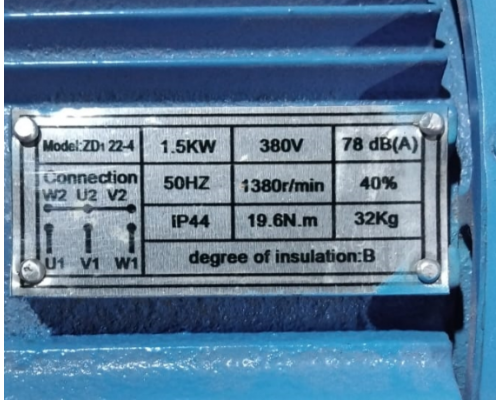 Model:ZD1 22-4 1.5KW 380V 78 dB(A)
Connection 50HZ 1380r/min 40%
W2 U2 V2
IP44 19.6N.m 32Kg
U1 V1 W1
degree of insulation:B